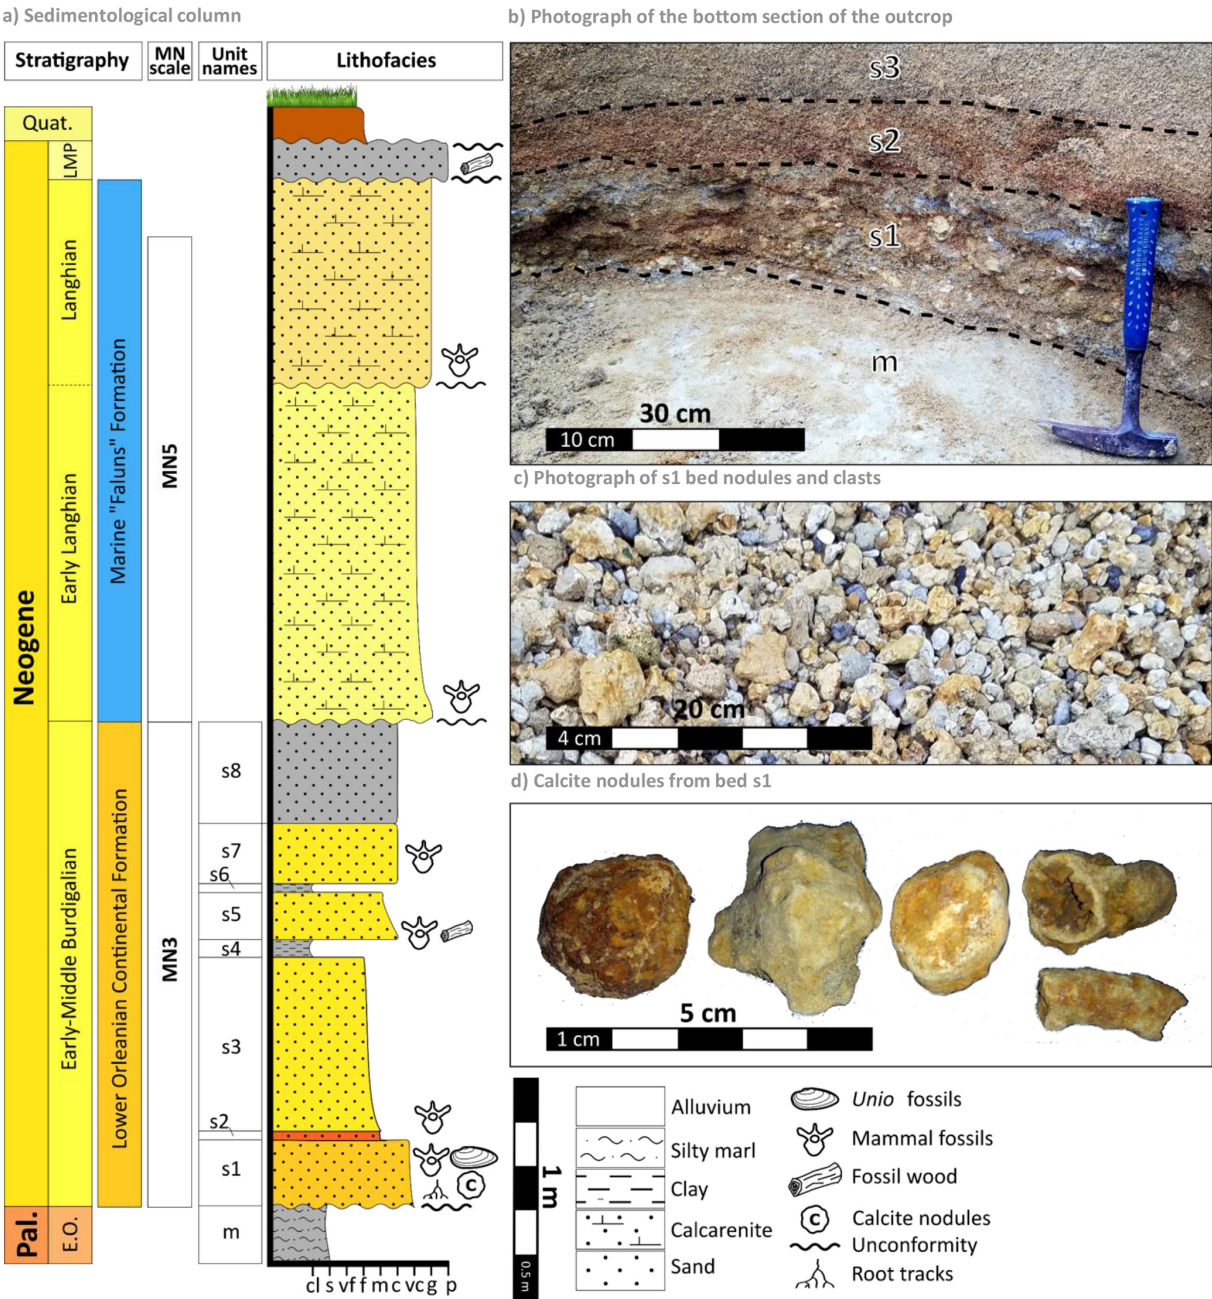 a) Sedimentological column
Stratigraphy
MN
scale
Unit
names
Lithofacies
Quat.
Neogene
LMP
Langhian
Early Langhian
Early-Middle Burdigalian
Pal.
E.O.
Marine "Faluns" Formation
Lower Orleanian Continental Formation
MN5
MN3
s8
s7
s6
s5
s4
s3
s2
s1
m
C
cl s vf f m c vc g p
b) Photograph of the bottom section of the outcrop
s3
s2
s1
m
30 cm
10 cm
c) Photograph of s1 bed nodules and clasts
20 cm
4 cm
d) Calcite nodules from bed s1
5 cm
1 cm
1 m
0.5 m
Alluvium
Silty marl
Clay
Calcarenite
Sand
Unio fossils
Mammal fossils
Fossil wood
C
Calcite nodules
Unconformity
Root tracks